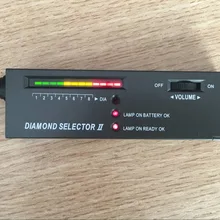 OFF ON
◄ VOLUME ►
1 2 3 4 5 6 7 8 9 DIA
LAMP ON BATTERY OK
DIAMOND SELECTOR II
LAMP ON READY OK